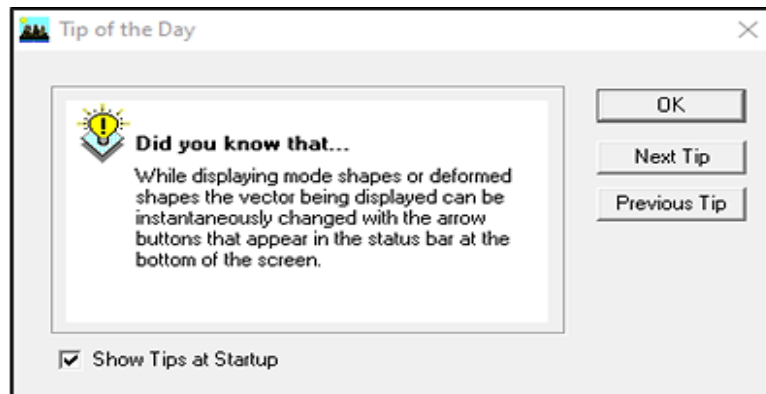 Tip of the Day
OK
Did you know that...
Next Tip
While displaying mode shapes or deformed
shapes the vector being displayed can be
instantaneously changed with the arrow
buttons that appear in the status bar at the
bottom of the screen.
Previous Tip
Show Tips at Startup